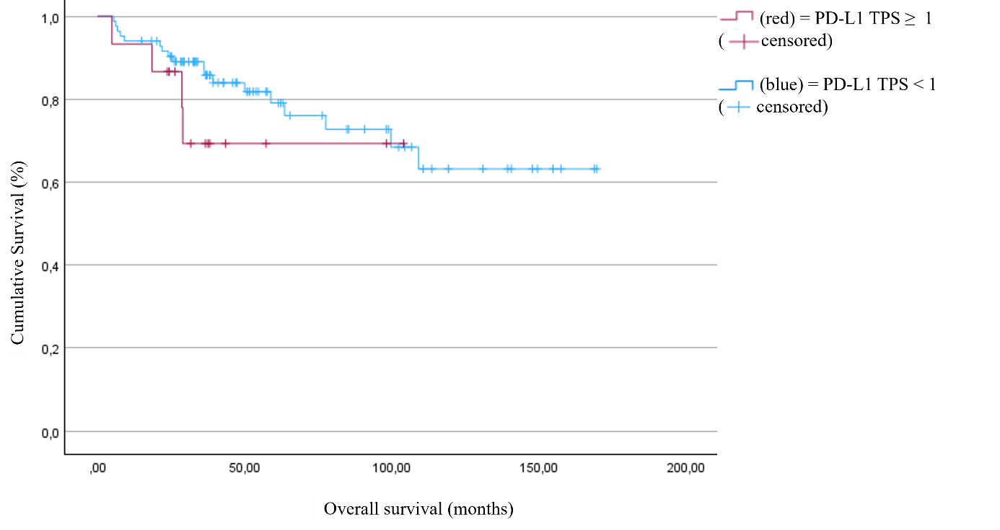 (red) = PD-L1 TPS ≥ 1
( censored)
(blue) = PD-L1 TPS < 1
( censored)
1,0
0,8
0,6
0,4
0,2
0,0
Cumulative Survival (%)
,00 50,00 100,00 150,00 200,00
Overall survival (months)